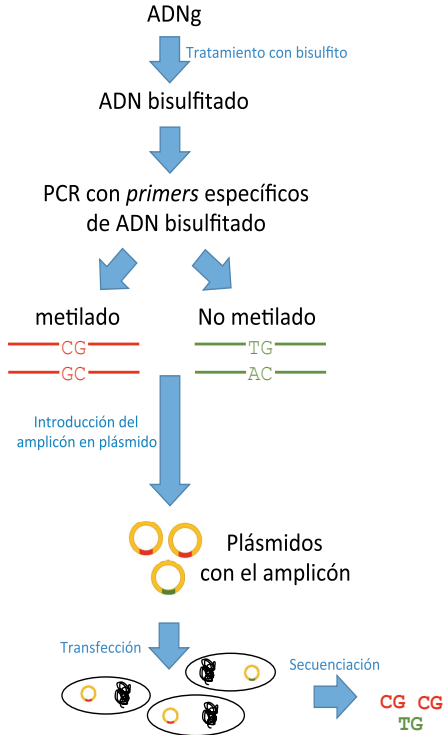 ADNg
Tratamiento con bisulfito
ADN bisulfitado
PCR con primers específicos
de ADN bisulfitado
metilado
No metilado
CG
TG
GC
AC
Introducción del
amplicón en plásmido
Plásmidos
con el amplicón
Transfección
Secuenciación
CG CG
TG